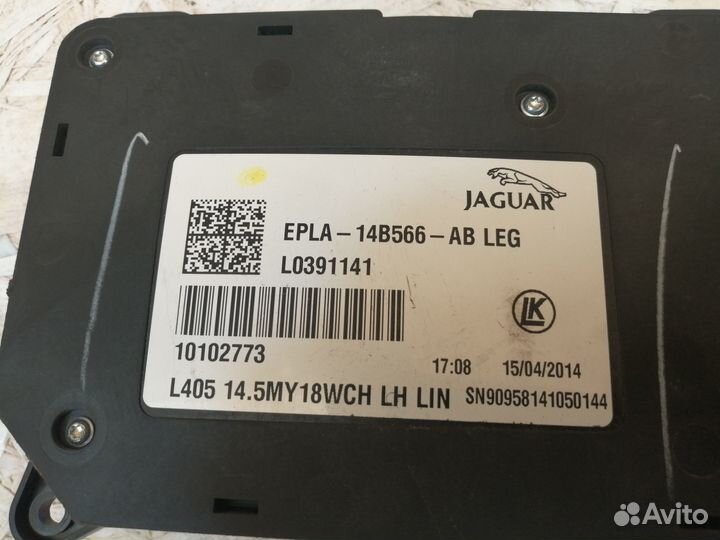 JAGUAR
EPLA-14B566-AB LEG
L0391141
LK
10102773
17:08 15/04/2014
L405 14.5MY18WCH LH LIN SN90958141050144
Avito